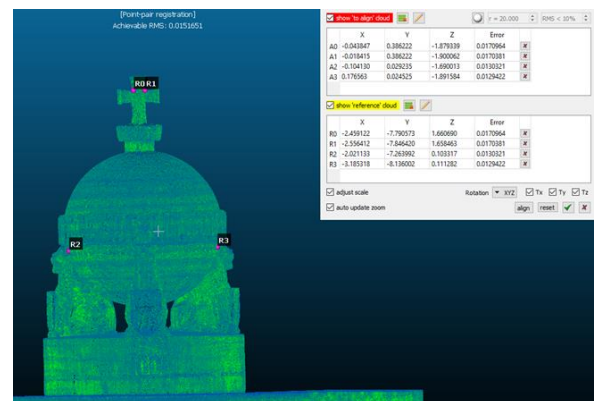 [Point-pair registration]
Achievable RMS: 0.0151651
R0 R1
R2
R3
show 'to align' cloud
r = 20.000
RMS < 10%
X Y Z Error
A0 -0.043847 0.386222 -1.879339 0.0170964
A1 -0.018415 0.386222 -1.900062 0.0170381
A2 -0.104130 0.029235 -1.690013 0.0130321
A3 0.176563 0.024525 -1.891584 0.0129422
show 'reference' cloud
X Y Z Error
R0 -2.459122 -7.790573 1.660690 0.0170964
R1 -2.556412 -7.846420 1.658463 0.0170381
R2 -2.021133 -7.263992 0.103317 0.0130321
R3 -3.185318 -8.136002 0.111282 0.0129422
adjust scale Rotation XYZ Tx Ty Tz
auto update zoom align reset